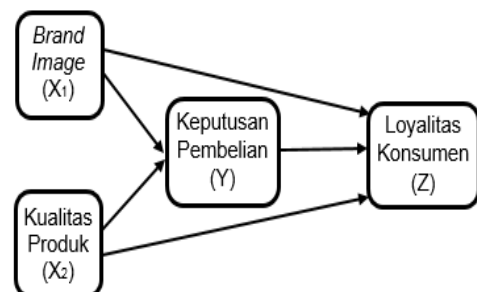 Brand
Image
(X1)
Keputusan
Pembelian
(Y)
Loyalitas
Konsumen
(Z)
Kualitas
Produk
(X2)